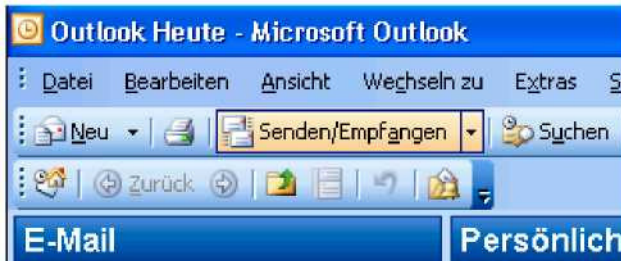 Outlook Heute - Microsoft Outlook
Datei Bearbeiten Ansicht Wechseln zu Extras S
Neu Senden/Empfangen Suchen
Zurück
E-Mail Persönlich